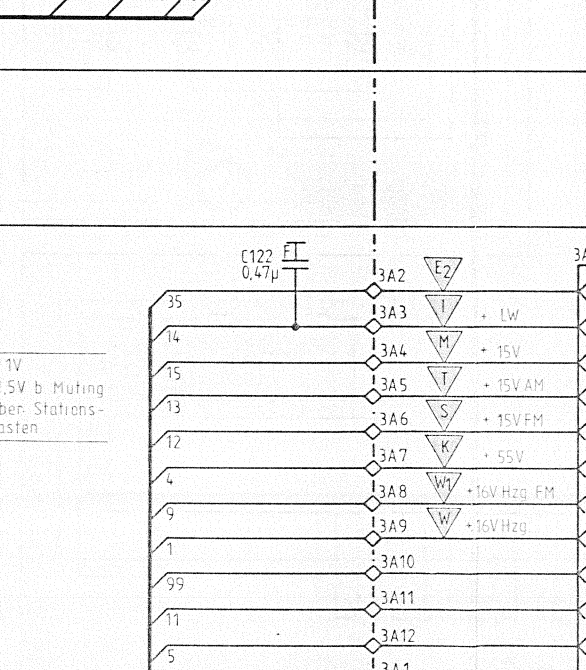 C122 F
0,47µ
3A2 E2
35
3A3 I + LW
14
3A4 M + 15V
15
1V
,5V b. Muting
3A5 T + 15V AM
13
ber Stations-
asten
3A6 S + 15V FM
12
3A7 K + 55V
4
3A8 W1 +16V Hzg. FM
9
3A9 W +16V Hzg.
1
3A10
99
3A11
11
3A12
5
3A1